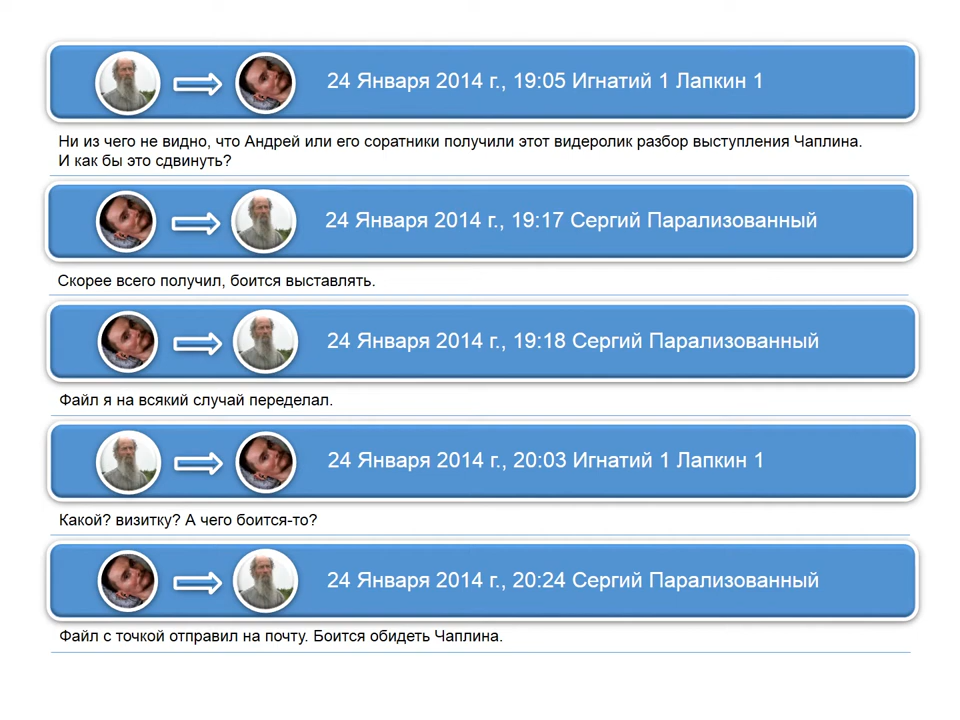 24 Января 2014 г., 19:05 Игнатий 1 Лапкин 1
Ни из чего не видно, что Андрей или его соратники получили этот видеролик разбор выступления Чаплина.
И как бы это сдвинуть?
24 Января 2014 г., 19:17 Сергий Парализованный
Скорее всего получил, боится выставлять.
24 Января 2014 г., 19:18 Сергий Парализованный
Файл я на всякий случай переделал.
24 Января 2014 г., 20:03 Игнатий 1 Лапкин 1
Какой? визитку? А чего боится-то?
24 Января 2014 г., 20:24 Сергий Парализованный
Файл с точкой отправил на почту. Боится обидеть Чаплина.